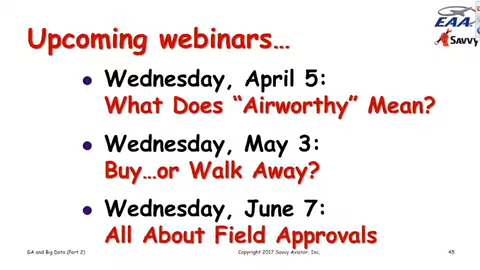 Upcoming webinars…
EAA
SAVVY
Wednesday, April 5:
What Does “Airworthy” Mean?
Wednesday, May 3:
Buy…or Walk Away?
Wednesday, June 7:
All About Field Approvals
GA and Big Data (Part 2)
Copyright 2017 Savvy Aviator, Inc.
45